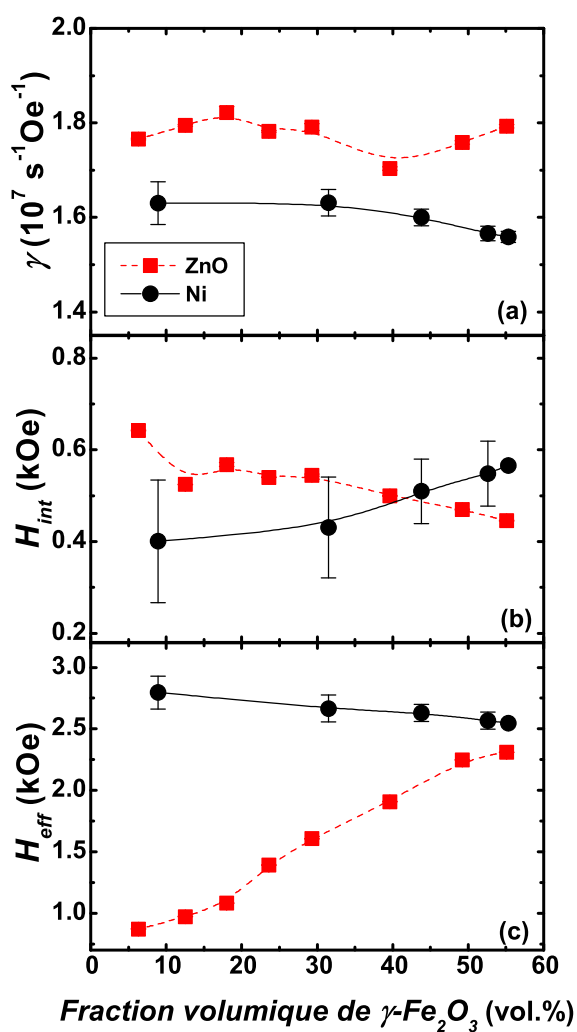 2.0
1.8
1.6
1.4
γ (10⁷ s⁻¹Oe⁻¹)
ZnO
Ni
(a)
0.8
0.6
0.4
0.2
H_int (kOe)
(b)
3.0
2.5
2.0
1.5
1.0
H_eff (kOe)
(c)
0 10 20 30 40 50 60
Fraction volumique de γ-Fe₂O₃ (vol.%)